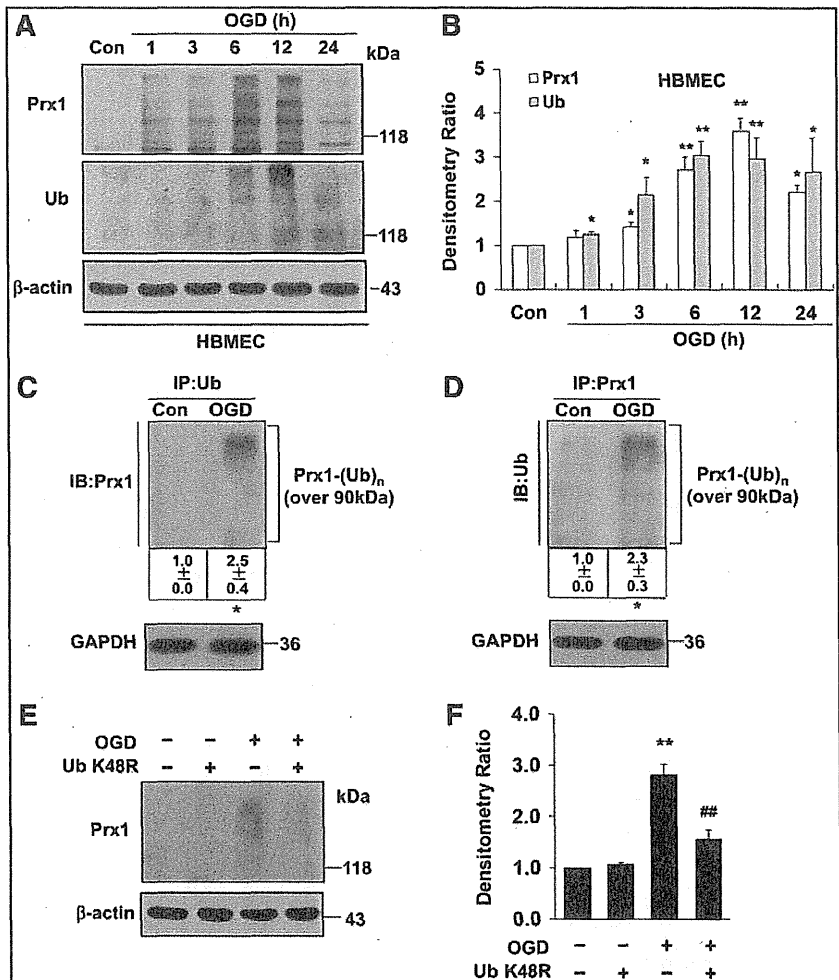 A
OGD (h)
Con 1 3 6 12 24 kDa
Prx1
118
Ub
118
β-actin
43
HBMEC
B
HBMEC
Prx1
Ub
Densitometry Ratio
5
4
3
2
1
0
* * * ** ** ** ** * *
Con 1 3 6 12 24
OGD (h)
C
IP:Ub
Con OGD
IB:Prx1
Prx1-(Ub)n
(over 90kDa)
1.0 2.5
± ±
0.0 0.4
*
GAPDH
36
D
IP:Prx1
Con OGD
IB:Ub
Prx1-(Ub)n
(over 90kDa)
1.0 2.3
± ±
0.0 0.3
*
GAPDH
36
E
OGD − − + +
Ub K48R − + − +
kDa
Prx1
118
β-actin
43
F
Densitometry Ratio
4.0
3.0
2.0
1.0
0.0
**
##
OGD − − + +
Ub K48R − + − +